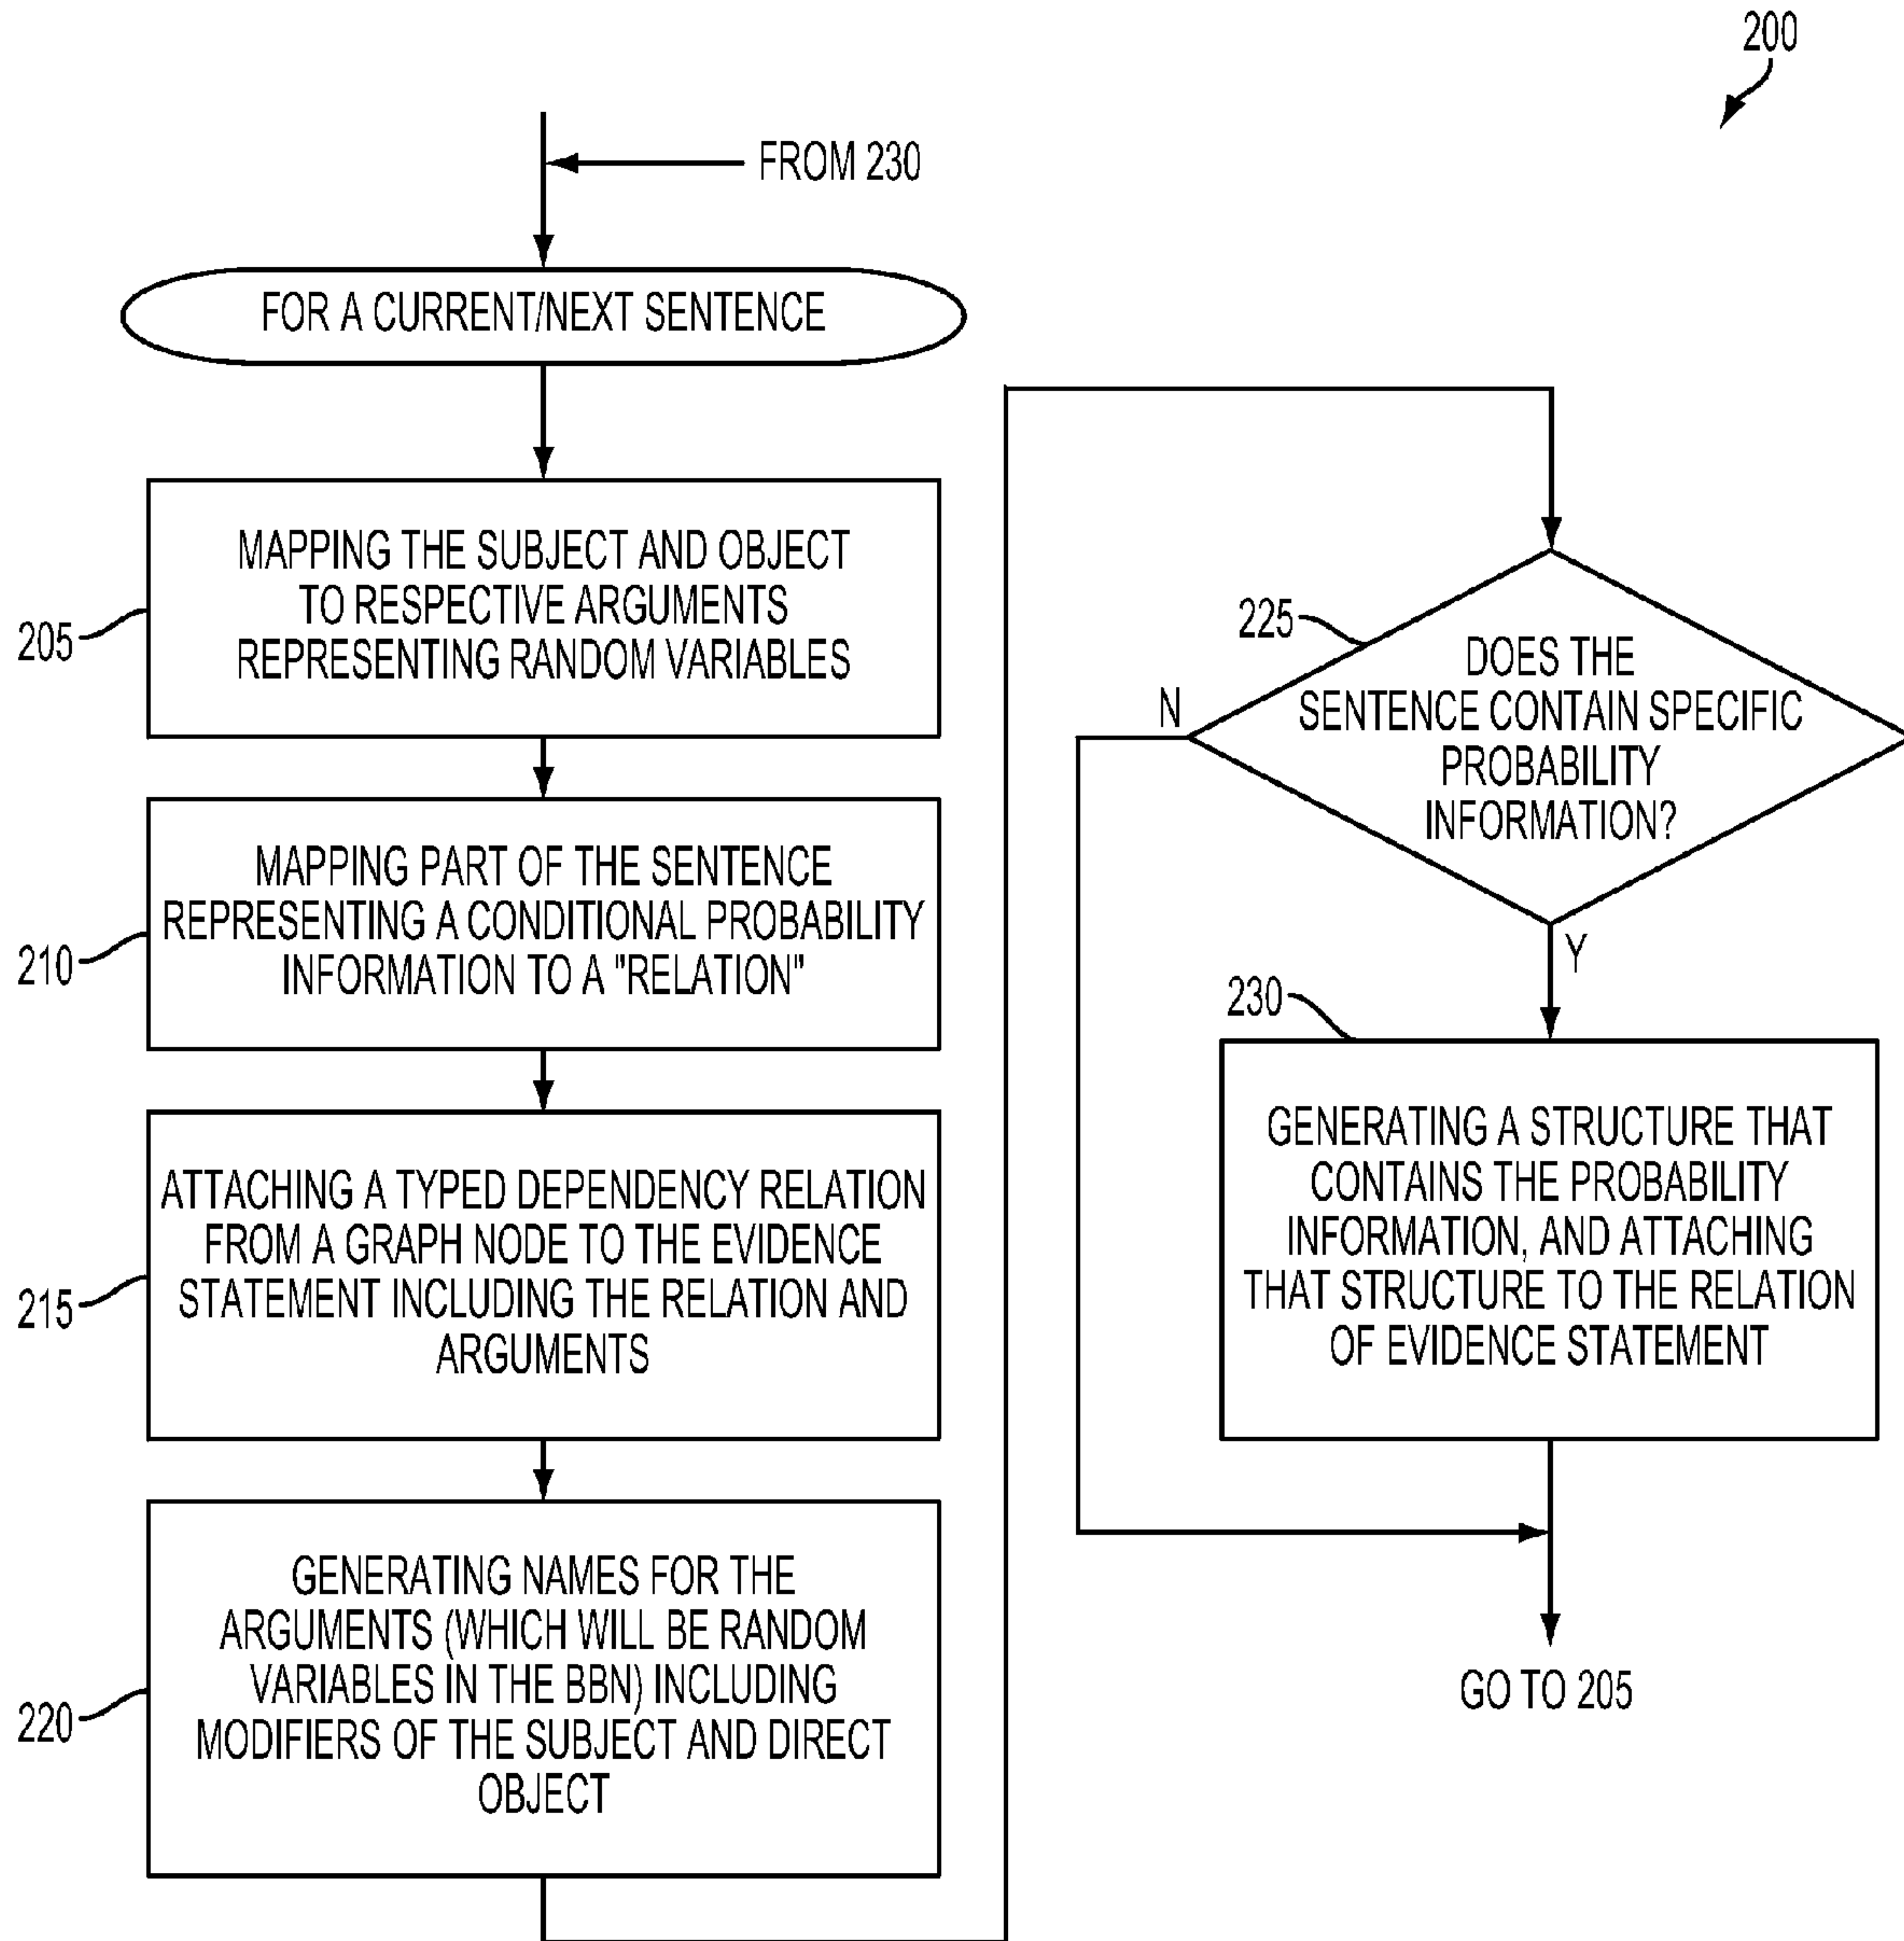 200
FROM 230
FOR A CURRENT/NEXT SENTENCE
205
MAPPING THE SUBJECT AND OBJECT
TO RESPECTIVE ARGUMENTS
REPRESENTING RANDOM VARIABLES
210
MAPPING PART OF THE SENTENCE
REPRESENTING A CONDITIONAL PROBABILITY
INFORMATION TO A "RELATION"
215
ATTACHING A TYPED DEPENDENCY RELATION
FROM A GRAPH NODE TO THE EVIDENCE
STATEMENT INCLUDING THE RELATION AND
ARGUMENTS
220
GENERATING NAMES FOR THE
ARGUMENTS (WHICH WILL BE RANDOM
VARIABLES IN THE BBN) INCLUDING
MODIFIERS OF THE SUBJECT AND DIRECT
OBJECT
225
DOES THE
SENTENCE CONTAIN SPECIFIC
PROBABILITY
INFORMATION?
N
Y
230
GENERATING A STRUCTURE THAT
CONTAINS THE PROBABILITY
INFORMATION, AND ATTACHING
THAT STRUCTURE TO THE RELATION
OF EVIDENCE STATEMENT
GO TO 205